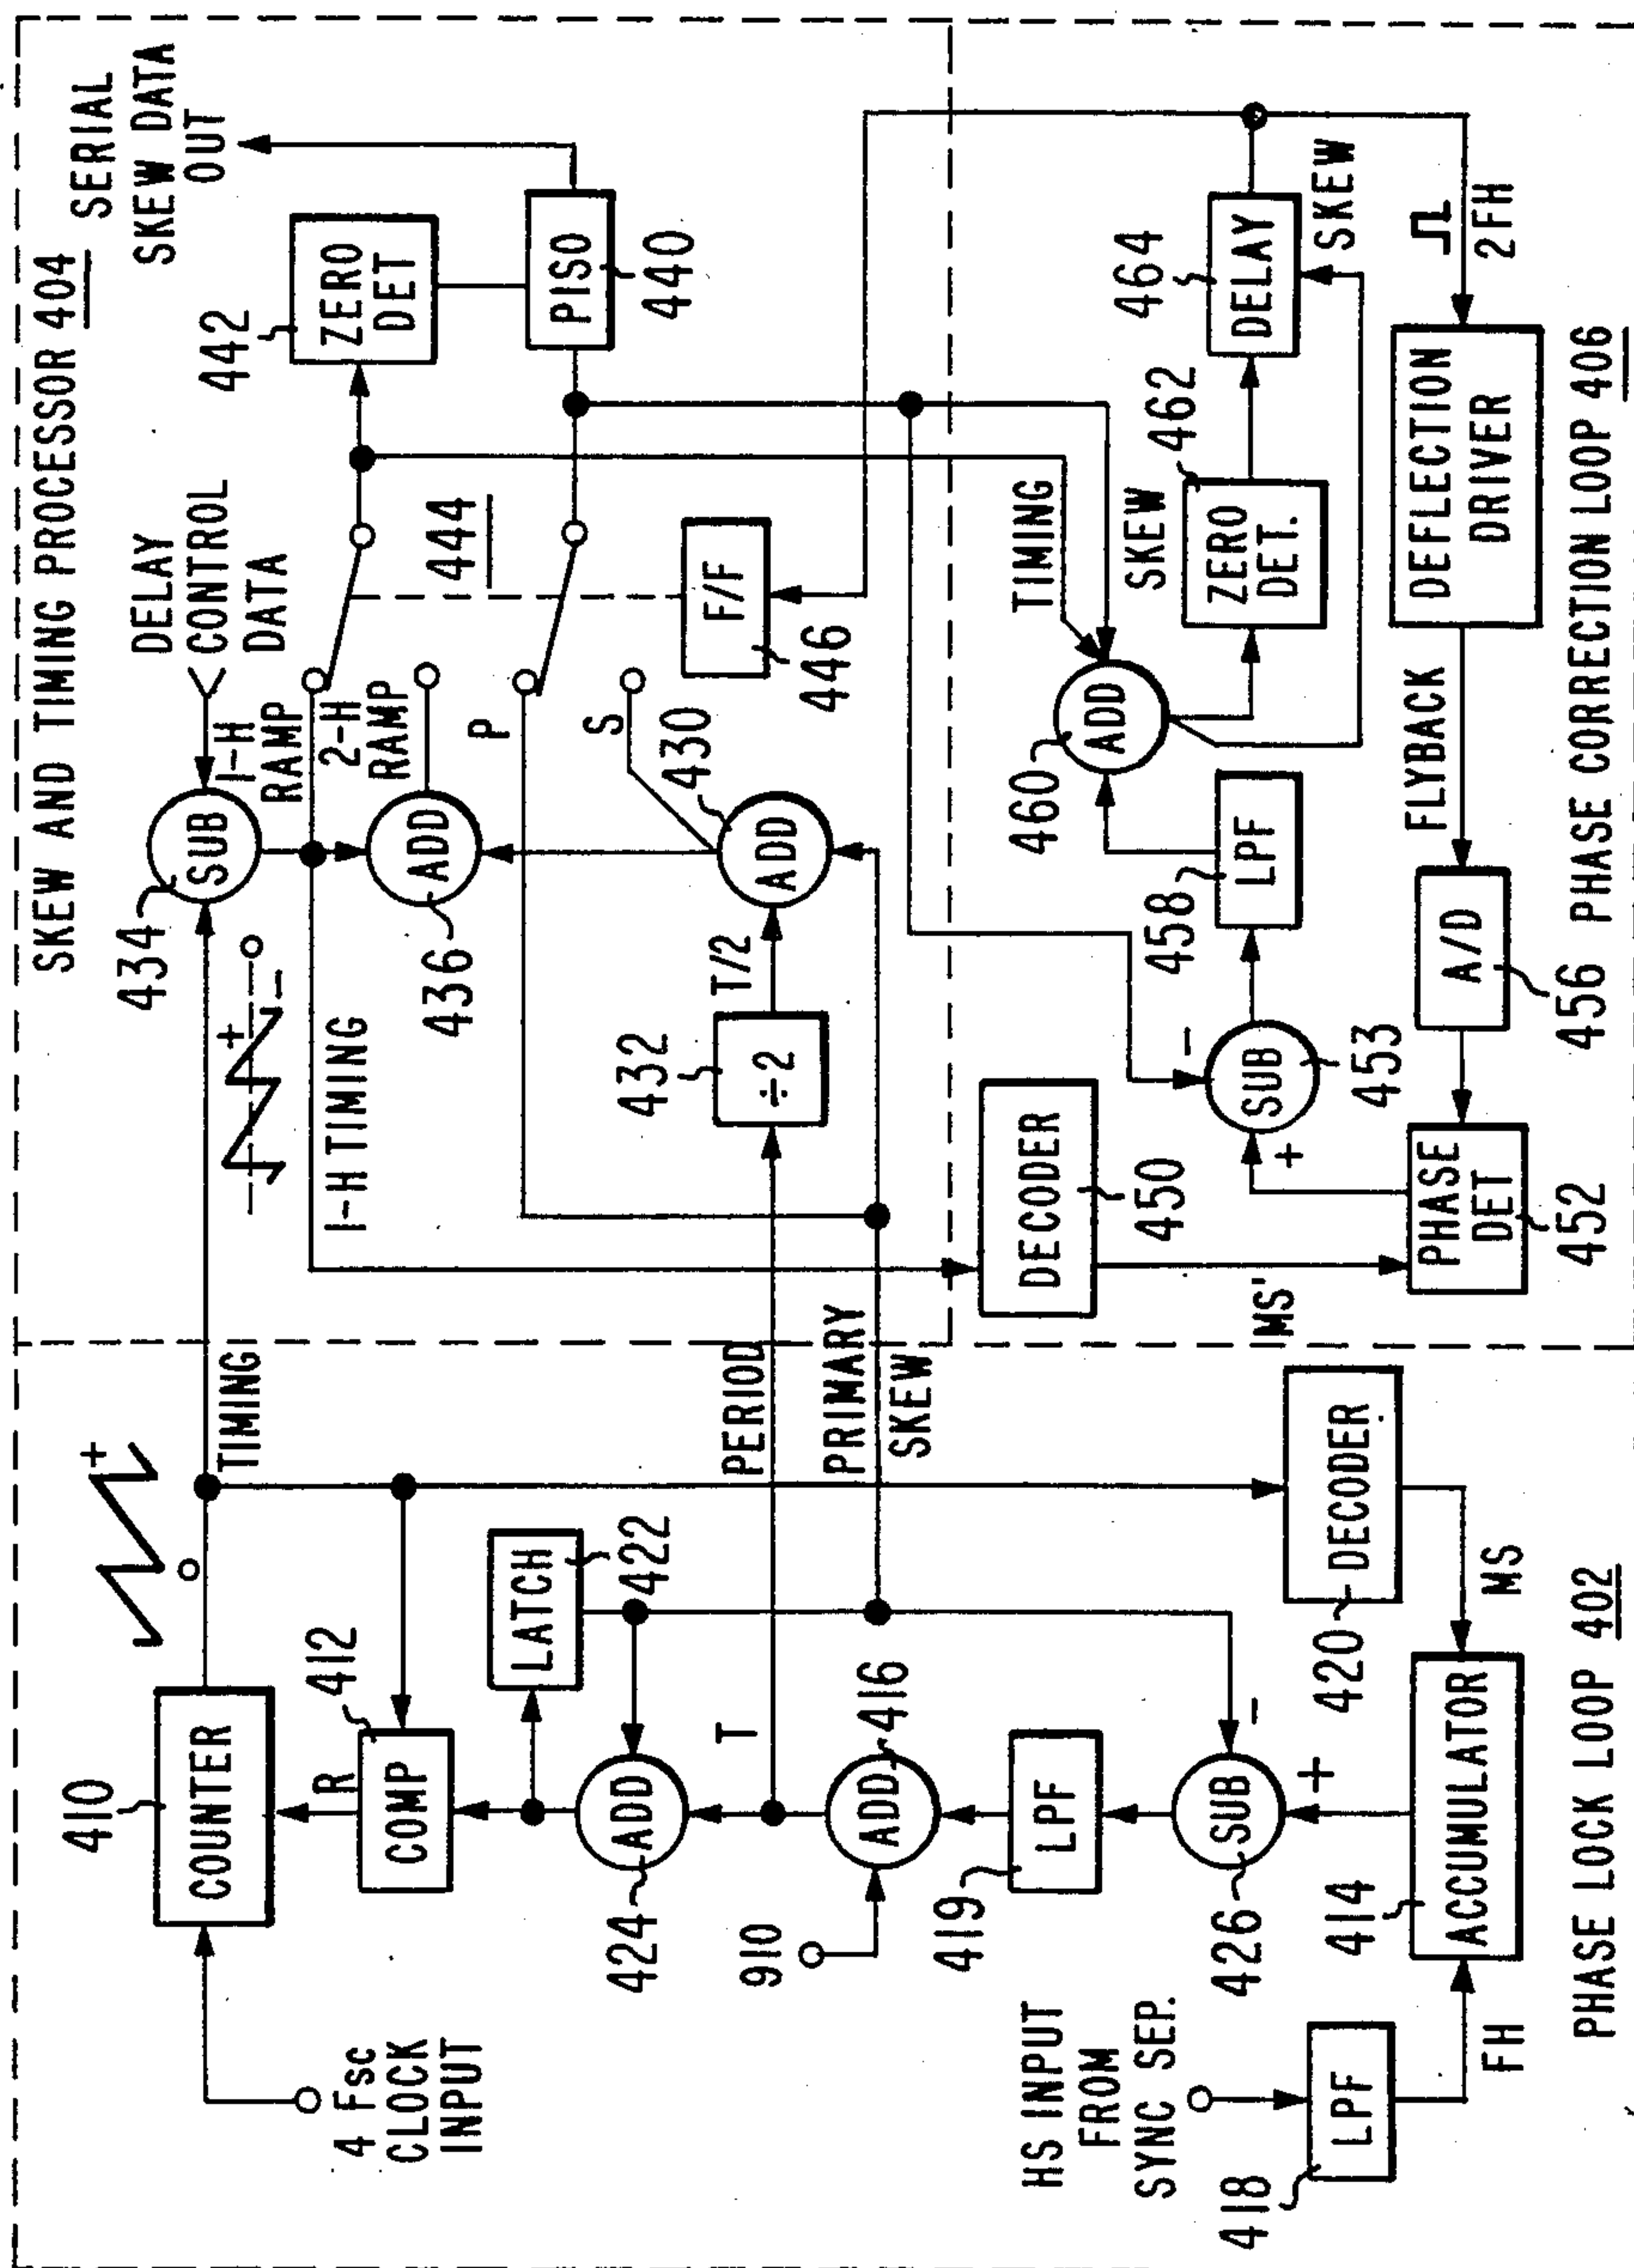 SKEW AND TIMING PROCESSOR 404
SERIAL
SKEW DATA
OUT
4 Fsc
CLOCK
INPUT
410
COUNTER
+
TIMING
R
412
COMP
LATCH
422
424
ADD
T
PERIOD
910
ADD
416
PRIMARY
SKEW
419
LPF
426
SUB
-
+
HS INPUT
FROM
SYNC SEP.
418
LPF
FH
414
ACCUMULATOR
MS
420
DECODER
PHASE LOCK LOOP 402
434
SUB
DELAY
CONTROL
DATA
+
-
1-H
RAMP
1-H TIMING
436
ADD
2-H
RAMP
P
S
432
÷2
T/2
430
ADD
444
F/F
446
442
ZERO
DET
PISO
440
DECODER
450
MS'
PHASE
DET
452
+
-
SUB
453
458
LPF
460
ADD
TIMING
SKEW
462
ZERO
DET.
464
DELAY
SKEW
2FH
DEFLECTION
DRIVER
FLYBACK
A/D
456
PHASE CORRECTION LOOP 406